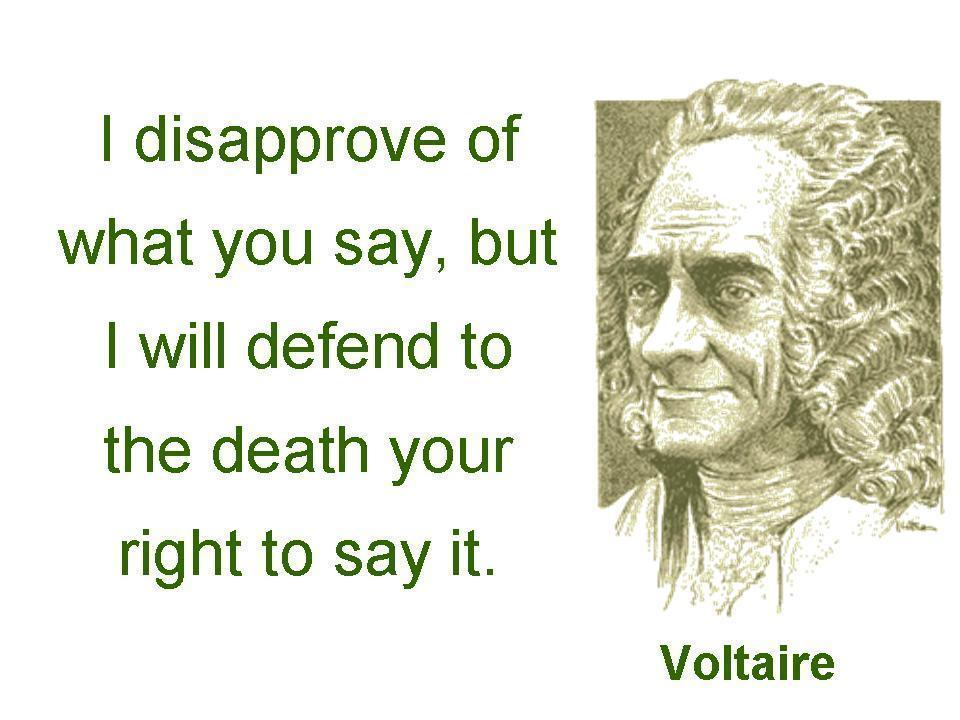 I disapprove of
what you say, but
I will defend to
the death your
right to say it.
Voltaire